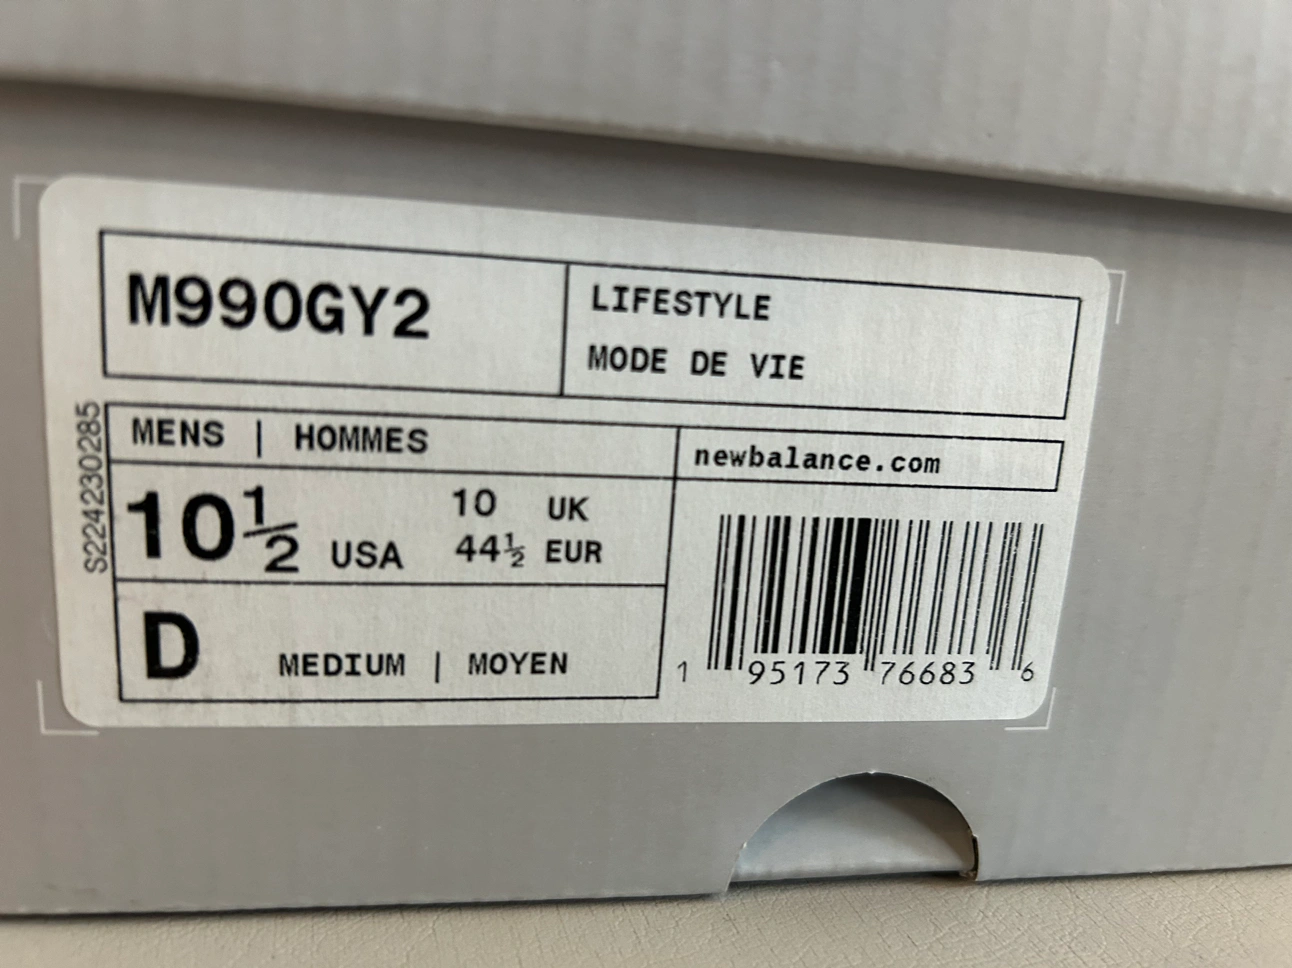 M990GY2
LIFESTYLE
MODE DE VIE
S224230285
MENS | HOMMES
newbalance.com
10½ USA
10 UK
44½ EUR
D MEDIUM | MOYEN
1 95173 76683 6